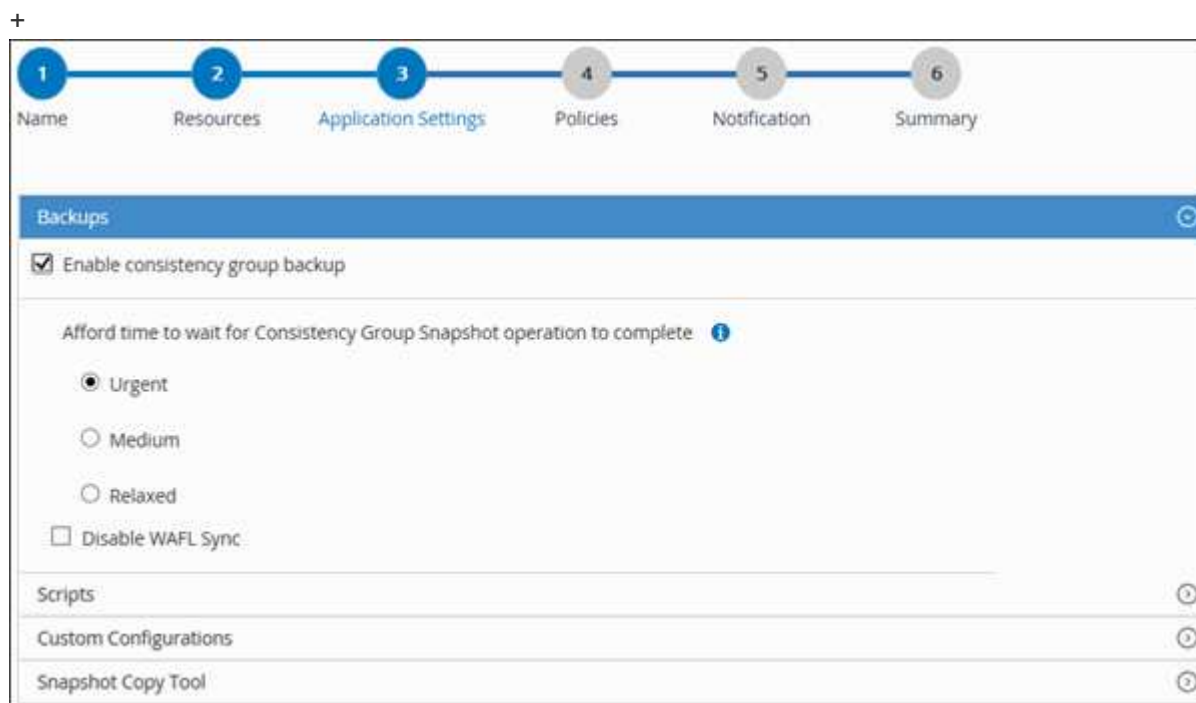 +
1 2 3 4 5 6
Name Resources Application Settings Policies Notification Summary
Backups
Enable consistency group backup
Afford time to wait for Consistency Group Snapshot operation to complete
Urgent
Medium
Relaxed
Disable WAFL Sync
Scripts
Custom Configurations
Snapshot Copy Tool